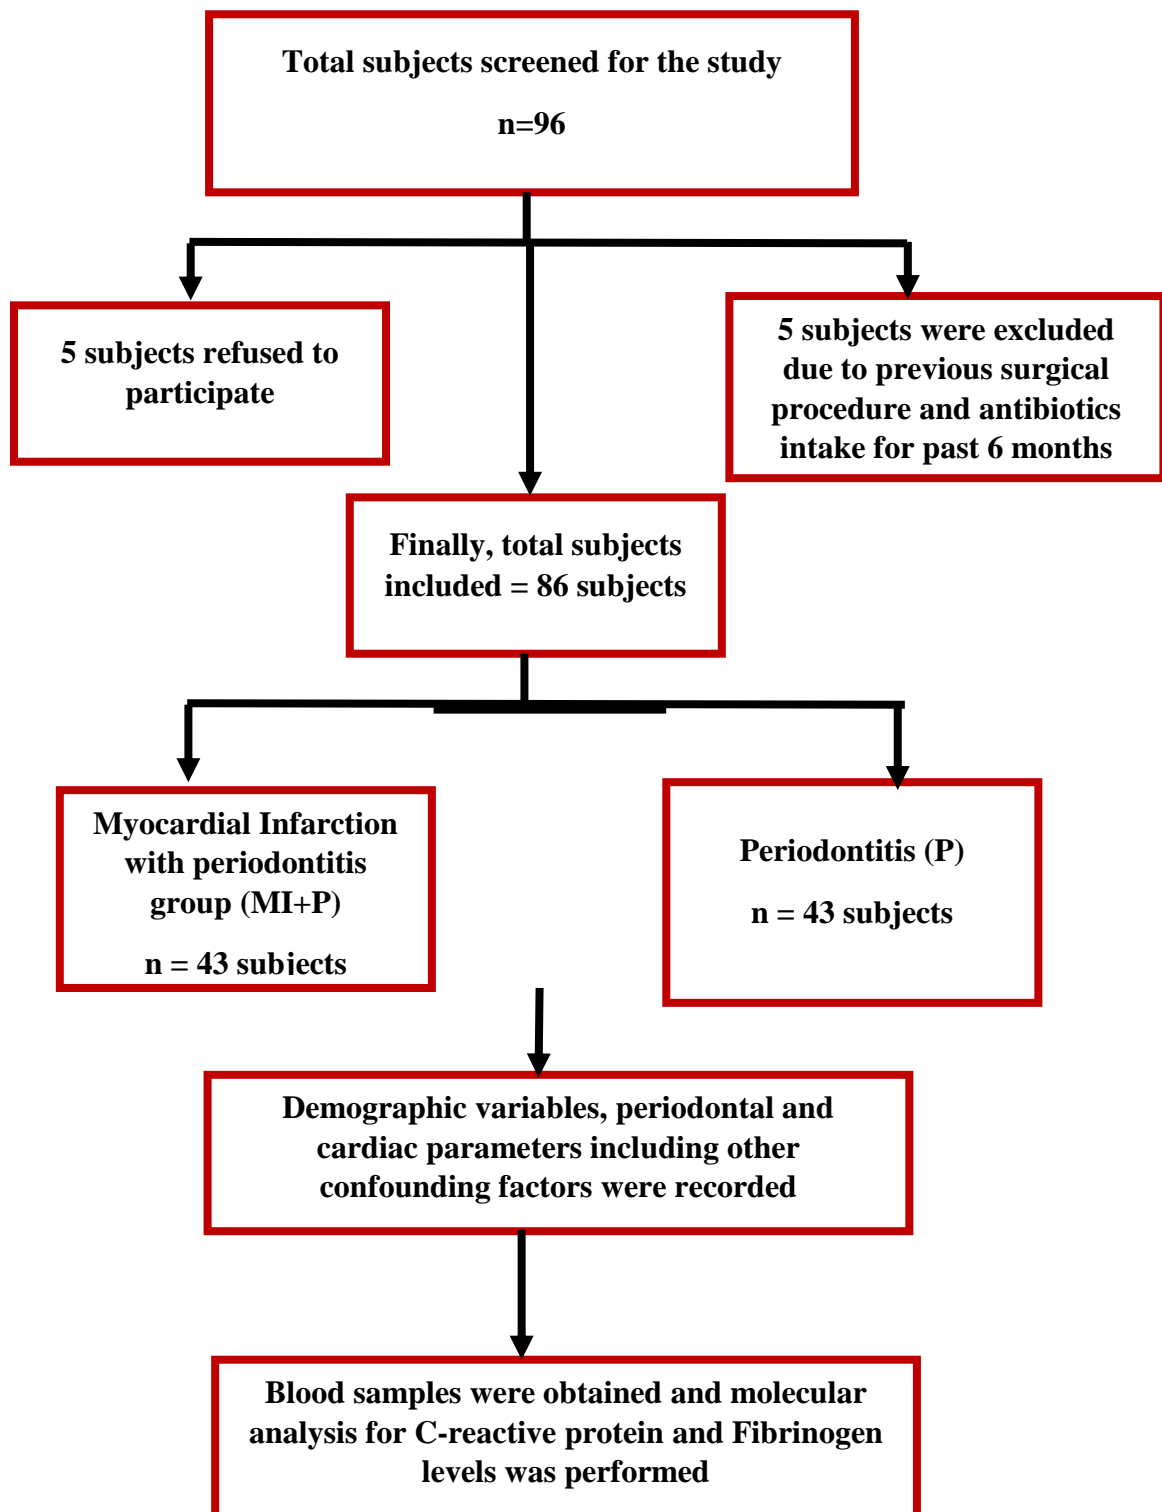 Total subjects screened for the study
n=96
5 subjects refused to
participate
5 subjects were excluded
due to previous surgical
procedure and antibiotics
intake for past 6 months
Finally, total subjects
included = 86 subjects
Myocardial Infarction
with periodontitis
group (MI+P)
n = 43 subjects
Periodontitis (P)
n = 43 subjects
Demographic variables, periodontal and
cardiac parameters including other
confounding factors were recorded
Blood samples were obtained and molecular
analysis for C-reactive protein and Fibrinogen
levels was performed